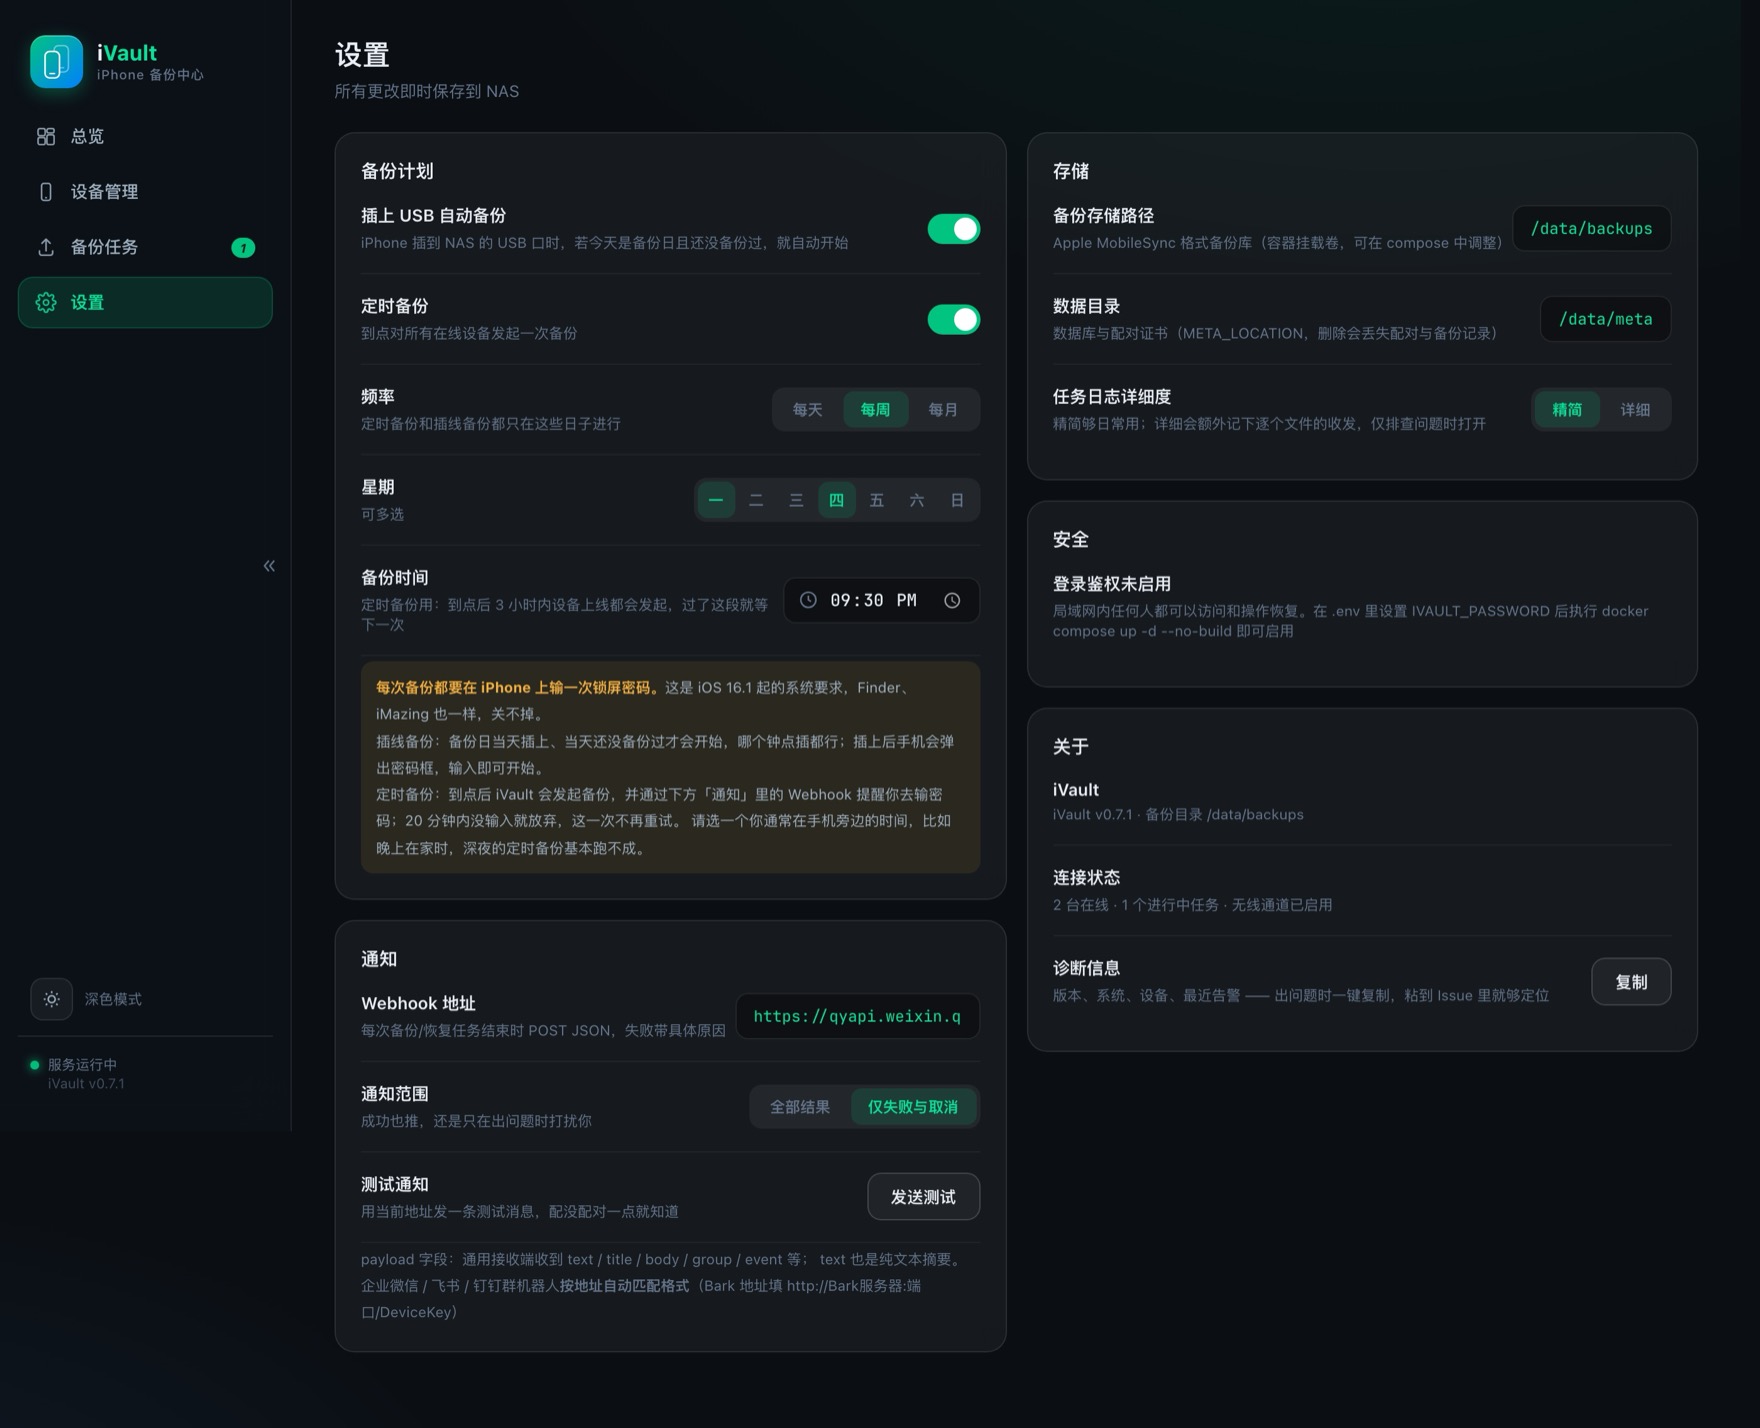 iVault
iPhone 备份中心
总览
设备管理
备份任务
1
设置
«
深色模式
服务运行中
iVault v0.7.1
设置
所有更改即时保存到 NAS
备份计划
插上 USB 自动备份
iPhone 插到 NAS 的 USB 口时，若今天是备份日且还没备份过，就自动开始
定时备份
到点对所有在线设备发起一次备份
频率
定时备份和插线备份都只在这些日子进行
每天 每周 每月
星期
可多选
一 二 三 四 五 六 日
备份时间
定时备份用：到点后 3 小时内设备上线都会发起，过了这段就等
下一次
09:30 PM
每次备份都要在 iPhone 上输一次锁屏密码。这是 iOS 16.1 起的系统要求，Finder、
iMazing 也一样，关不掉。
插线备份：备份日当天插上、当天还没备份过才会开始，哪个钟点插都行；插上后手机会弹
出密码框，输入即可开始。
定时备份：到点后 iVault 会发起备份，并通过下方「通知」里的 Webhook 提醒你去输密
码；20 分钟内没输入就放弃，这一次不再重试。 请选一个你通常在手机旁边的时间，比如
晚上在家时，深夜的定时备份基本跑不成。
通知
Webhook 地址
每次备份/恢复任务结束时 POST JSON，失败带具体原因
https://qyapi.weixin.q
通知范围
成功也推，还是只在出问题时打扰你
全部结果 仅失败与取消
测试通知
用当前地址发一条测试消息，配没配对一点就知道
发送测试
payload 字段：通用接收端收到 text / title / body / group / event 等； text 也是纯文本摘要。
企业微信 / 飞书 / 钉钉群机器人按地址自动匹配格式（Bark 地址填 http://Bark服务器:端
口/DeviceKey）
存储
备份存储路径
Apple MobileSync 格式备份库（容器挂载卷，可在 compose 中调整）
/data/backups
数据目录
数据库与配对证书（META_LOCATION，删除会丢失配对与备份记录）
/data/meta
任务日志详细度
精简够日常用；详细会额外记下逐个文件的收发，仅排查问题时打开
精简 详细
安全
登录鉴权未启用
局域网内任何人都可以访问和操作恢复。在 .env 里设置 IVAULT_PASSWORD 后执行 docker
compose up -d --no-build 即可启用
关于
iVault
iVault v0.7.1 · 备份目录 /data/backups
连接状态
2 台在线 · 1 个进行中任务 · 无线通道已启用
诊断信息
版本、系统、设备、最近告警 —— 出问题时一键复制，粘到 Issue 里就够定位
复制